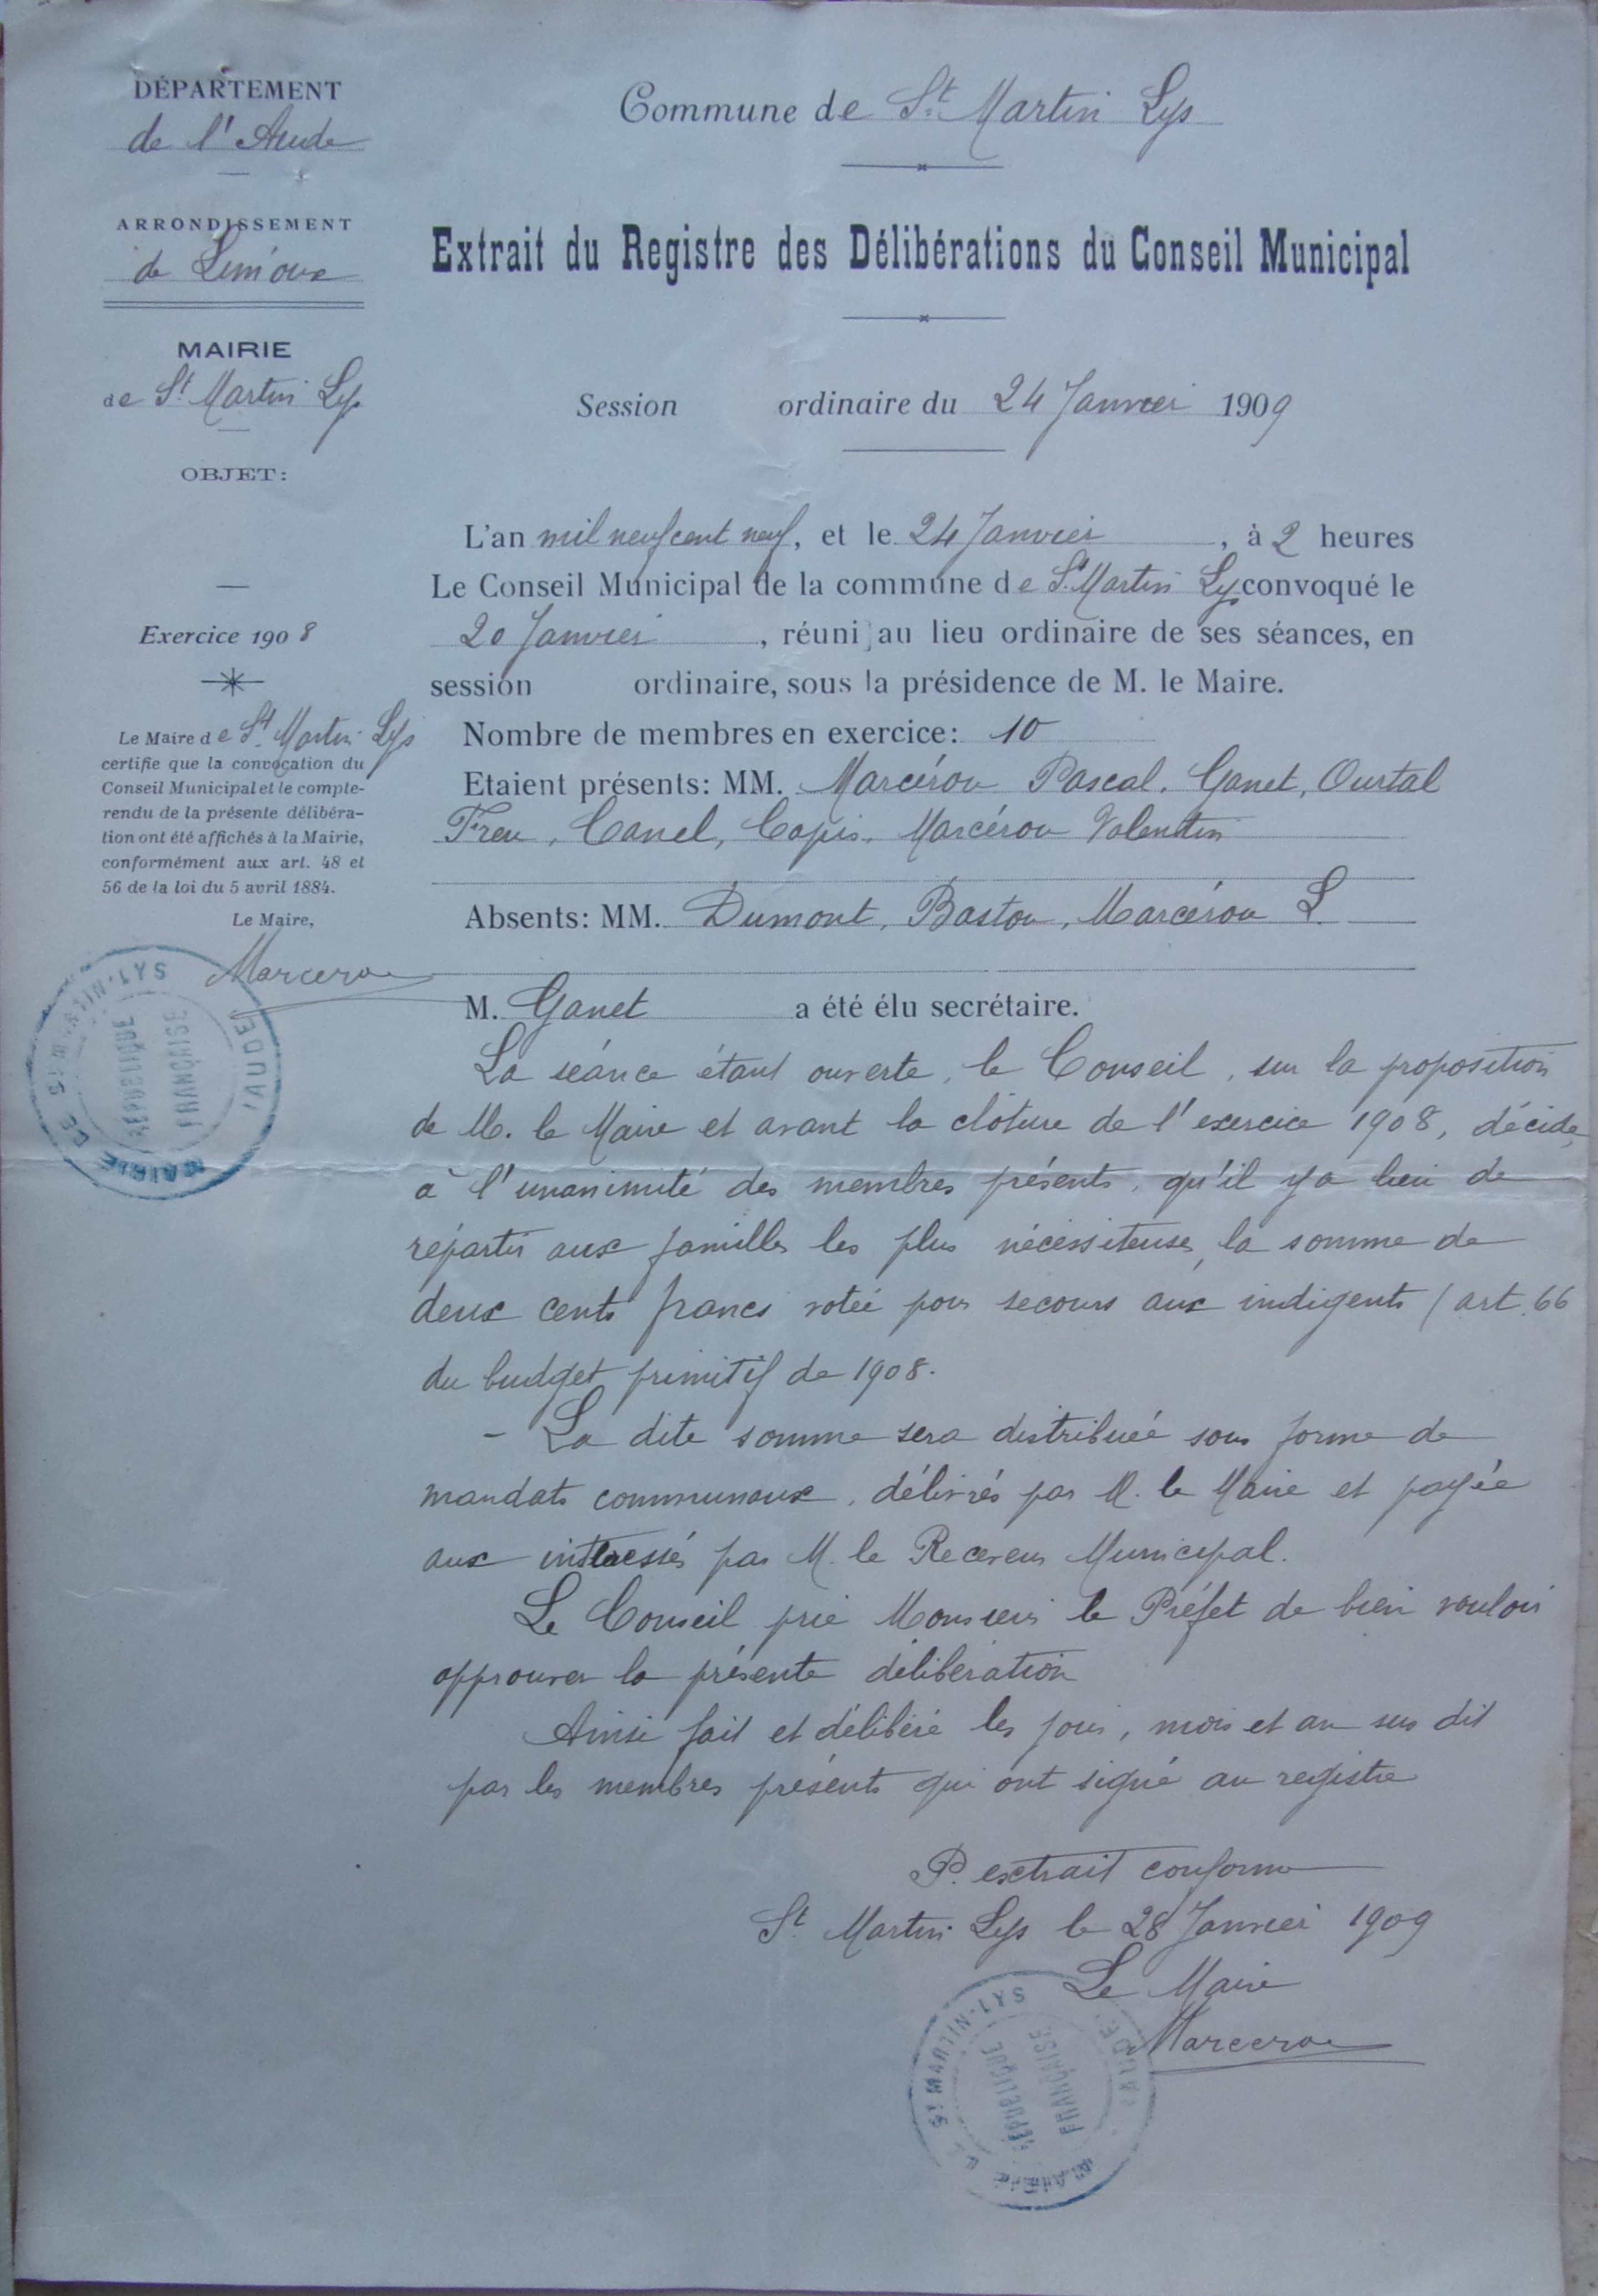 DÉPARTEMENT
de l'Aude
ARRONDISSEMENT
de Limoux
MAIRIE
de St Martin Lys
OBJET:
Exercice 1908
Le Maire de St Martin Lys
certifie que la convocation du
Conseil Municipal et le compte-
rendu de la présente délibéra-
tion ont été affichés à la Mairie,
conformément aux art. 48 et
56 de la loi du 5 avril 1884.
Le Maire,
Marcerou
MAIRIE DE ST MARTIN-LYS (AUDE)
RÉPUBLIQUE
FRANÇAISE
Commune de St Martin Lys
Extrait du Registre des Délibérations du Conseil Municipal
Session ordinaire du 24 Janvier 1909
L'an mil neuf cent neuf, et le 24 Janvier, à 2 heures
Le Conseil Municipal de la commune de St Martin Lys convoqué le
20 Janvier, réuni au lieu ordinaire de ses séances, en
session ordinaire, sous la présidence de M. le Maire.
Nombre de membres en exercice: 10
Etaient présents: MM. Marcérou Pascal, Ganet, Ourtal
Freu, Canel, Capis, Marcérou Valentin
Absents: MM. Dumont, Bastou, Marcérou L.
M. Ganet a été élu secrétaire.
La séance étant ouverte, le Conseil, sur la proposition
de M. le Maire et avant la clôture de l'exercice 1908, décide,
à l'unanimité des membres présents, qu'il y a lieu de
répartir aux familles les plus nécessiteuses, la somme de
deux cents francs votée pour secours aux indigents (art. 66
du budget primitif de 1908.
- La dite somme sera distribuée sous forme de
mandats communaux, délivrés par M. le Maire et payée
aux intéressés par M. le Receveur Municipal.
Le Conseil prie Monsieur le Préfet de bien vouloir
approuver la présente délibération
Ainsi fait et délibéré les jour, mois et an sus dit
par les membres présents qui ont signé au registre
P. extrait conforme
St Martin Lys le 28 Janvier 1909
Le Maire
Marcerou
MAIRIE DE ST MARTIN-LYS (AUDE)
RÉPUBLIQUE
FRANÇAISE